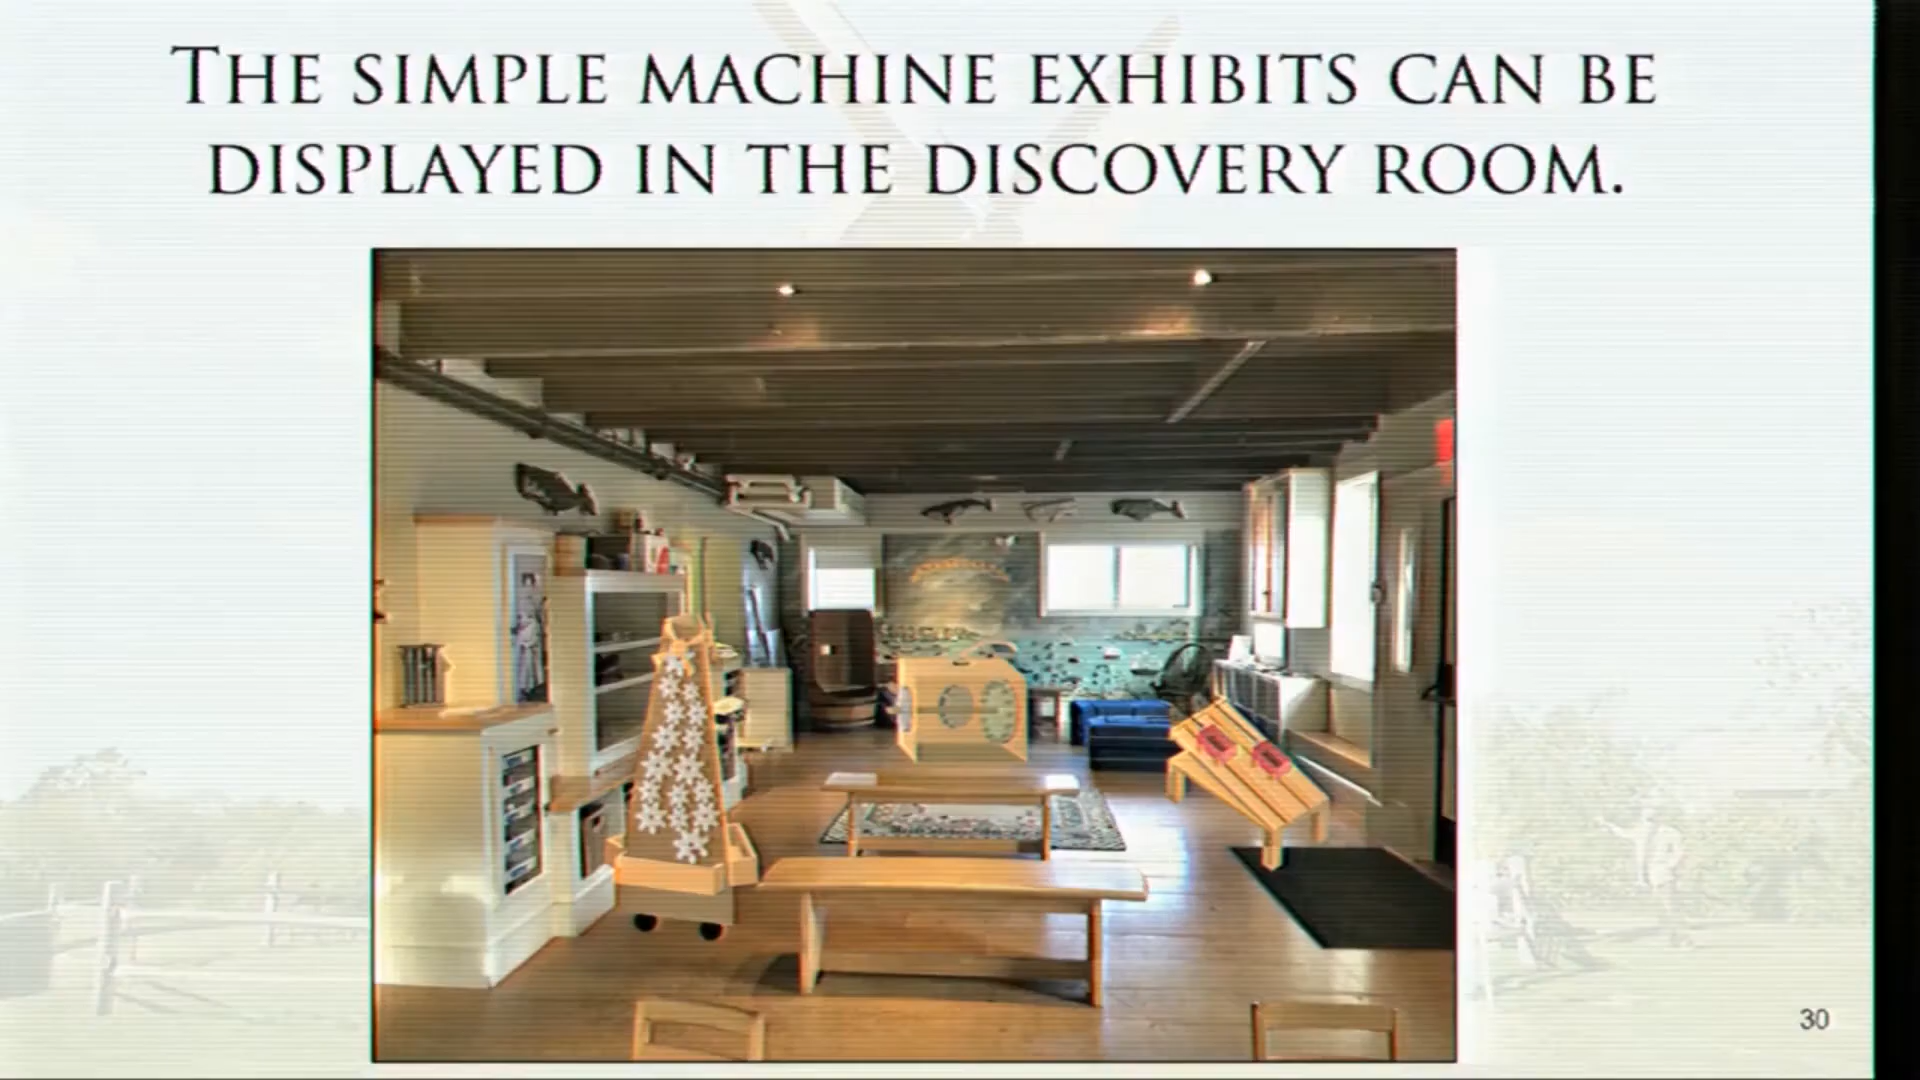 THE SIMPLE MACHINE EXHIBITS CAN BE
DISPLAYED IN THE DISCOVERY ROOM.
30